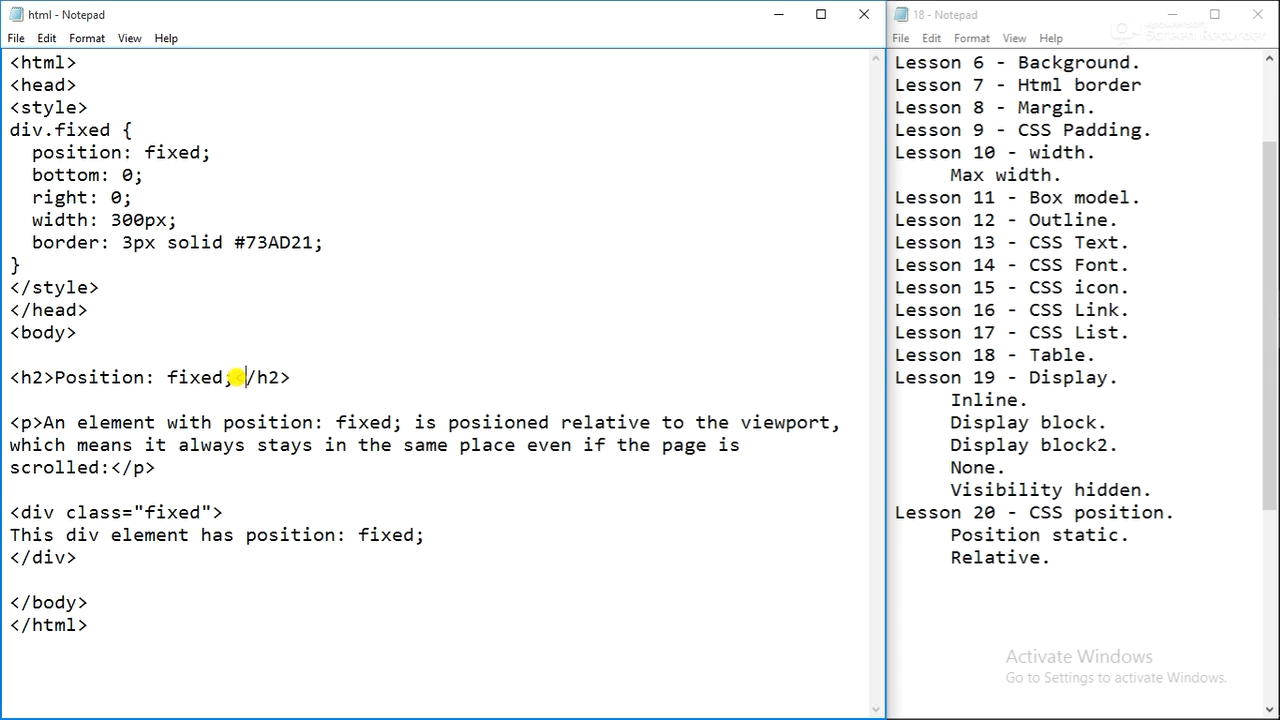 html - Notepad
File Edit Format View Help
<html>
<head>
<style>
div.fixed {
  position: fixed;
  bottom: 0;
  right: 0;
  width: 300px;
  border: 3px solid #73AD21;
}
</style>
</head>
<body>
<h2>Position: fixed;</h2>
<p>An element with position: fixed; is posiioned relative to the viewport,
which means it always stays in the same place even if the page is
scrolled:</p>
<div class="fixed">
This div element has position: fixed;
</div>
</body>
</html>
18 - Notepad
File Edit Format View Help
Screen Recorder
Lesson 6 - Background.
Lesson 7 - Html border
Lesson 8 - Margin.
Lesson 9 - CSS Padding.
Lesson 10 - width.
Max width.
Lesson 11 - Box model.
Lesson 12 - Outline.
Lesson 13 - CSS Text.
Lesson 14 - CSS Font.
Lesson 15 - CSS icon.
Lesson 16 - CSS Link.
Lesson 17 - CSS List.
Lesson 18 - Table.
Lesson 19 - Display.
Inline.
Display block.
Display block2.
None.
Visibility hidden.
Lesson 20 - CSS position.
Position static.
Relative.
Activate Windows
Go to Settings to activate Windows.